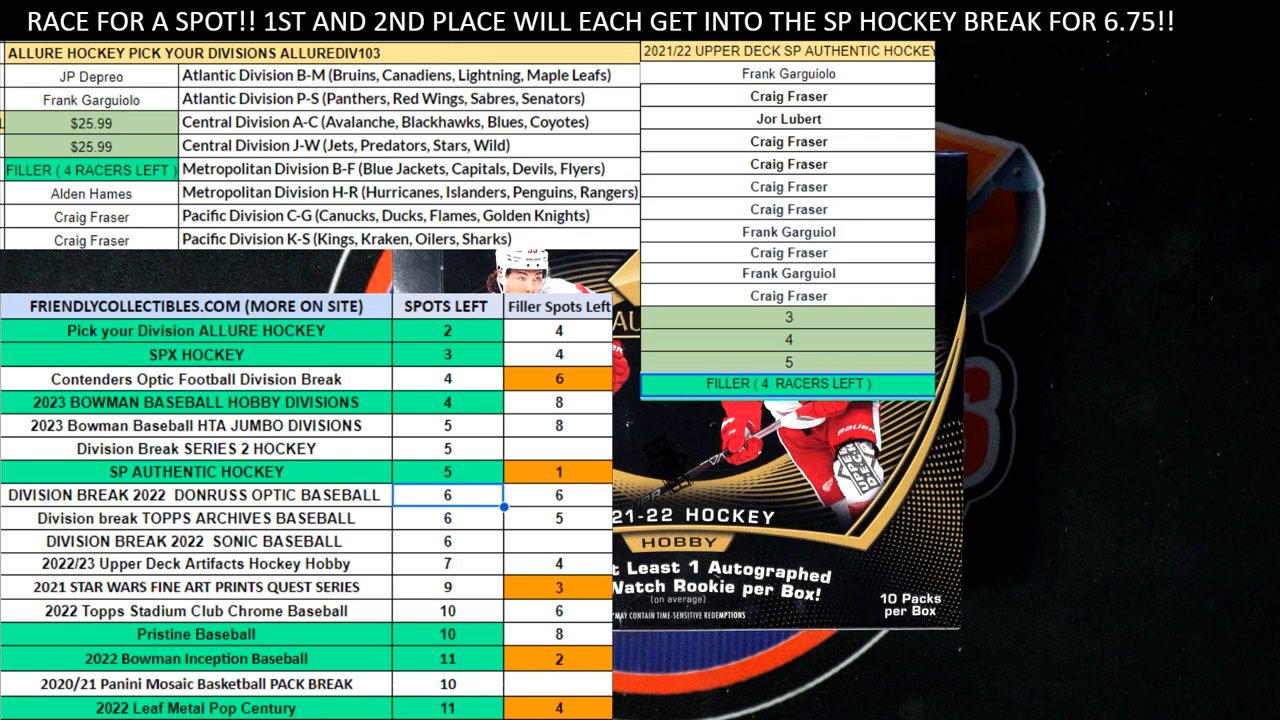 RACE FOR A SPOT!! 1ST AND 2ND PLACE WILL EACH GET INTO THE SP HOCKEY BREAK FOR 6.75!!
ALLURE HOCKEY PICK YOUR DIVISIONS ALLUREDIV103
JP Depreo Atlantic Division B-M (Bruins, Canadiens, Lightning, Maple Leafs)
Frank Garguiolo Atlantic Division P-S (Panthers, Red Wings, Sabres, Senators)
$25.99 Central Division A-C (Avalanche, Blackhawks, Blues, Coyotes)
$25.99 Central Division J-W (Jets, Predators, Stars, Wild)
FILLER ( 4 RACERS LEFT ) Metropolitan Division B-F (Blue Jackets, Capitals, Devils, Flyers)
Alden Hames Metropolitan Division H-R (Hurricanes, Islanders, Penguins, Rangers)
Craig Fraser Pacific Division C-G (Canucks, Ducks, Flames, Golden Knights)
Craig Fraser Pacific Division K-S (Kings, Kraken, Oilers, Sharks)
2021/22 UPPER DECK SP AUTHENTIC HOCKEY
Frank Garguiolo
Craig Fraser
Jor Lubert
Craig Fraser
Craig Fraser
Craig Fraser
Craig Fraser
Frank Garguiol
Craig Fraser
Frank Garguiol
Craig Fraser
3
4
5
FILLER ( 4 RACERS LEFT )
FRIENDLYCOLLECTIBLES.COM (MORE ON SITE) SPOTS LEFT Filler Spots Left
Pick your Division ALLURE HOCKEY 2 4
SPX HOCKEY 3 4
Contenders Optic Football Division Break 4 6
2023 BOWMAN BASEBALL HOBBY DIVISIONS 4 8
2023 Bowman Baseball HTA JUMBO DIVISIONS 5 8
Division Break SERIES 2 HOCKEY 5
SP AUTHENTIC HOCKEY 5 1
DIVISION BREAK 2022 DONRUSS OPTIC BASEBALL 6 6
Division break TOPPS ARCHIVES BASEBALL 6 5
DIVISION BREAK 2022 SONIC BASEBALL 6
2022/23 Upper Deck Artifacts Hockey Hobby 7 4
2021 STAR WARS FINE ART PRINTS QUEST SERIES 9 3
2022 Topps Stadium Club Chrome Baseball 10 6
Pristine Baseball 10 8
2022 Bowman Inception Baseball 11 2
2020/21 Panini Mosaic Basketball PACK BREAK 10
2022 Leaf Metal Pop Century 11 4
AU
BAUER
UPPER DECK
21-22 HOCKEY
HOBBY
t Least 1 Autographed
Watch Rookie per Box!
(on average)
MAY CONTAIN TIME-SENSITIVE REDEMPTIONS
10 Packs
per Box